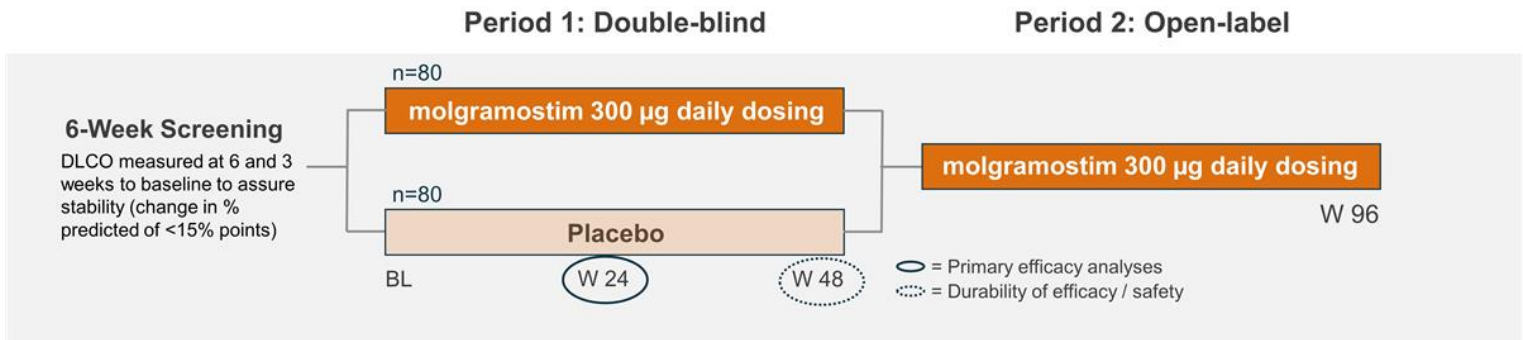 Period 1: Double-blind
Period 2: Open-label
n=80
molgramostim 300 µg daily dosing
6-Week Screening
DLCO measured at 6 and 3
weeks to baseline to assure
stability (change in %
predicted of <15% points)
n=80
Placebo
BL
W 24
W 48
molgramostim 300 µg daily dosing
W 96
= Primary efficacy analyses
= Durability of efficacy / safety